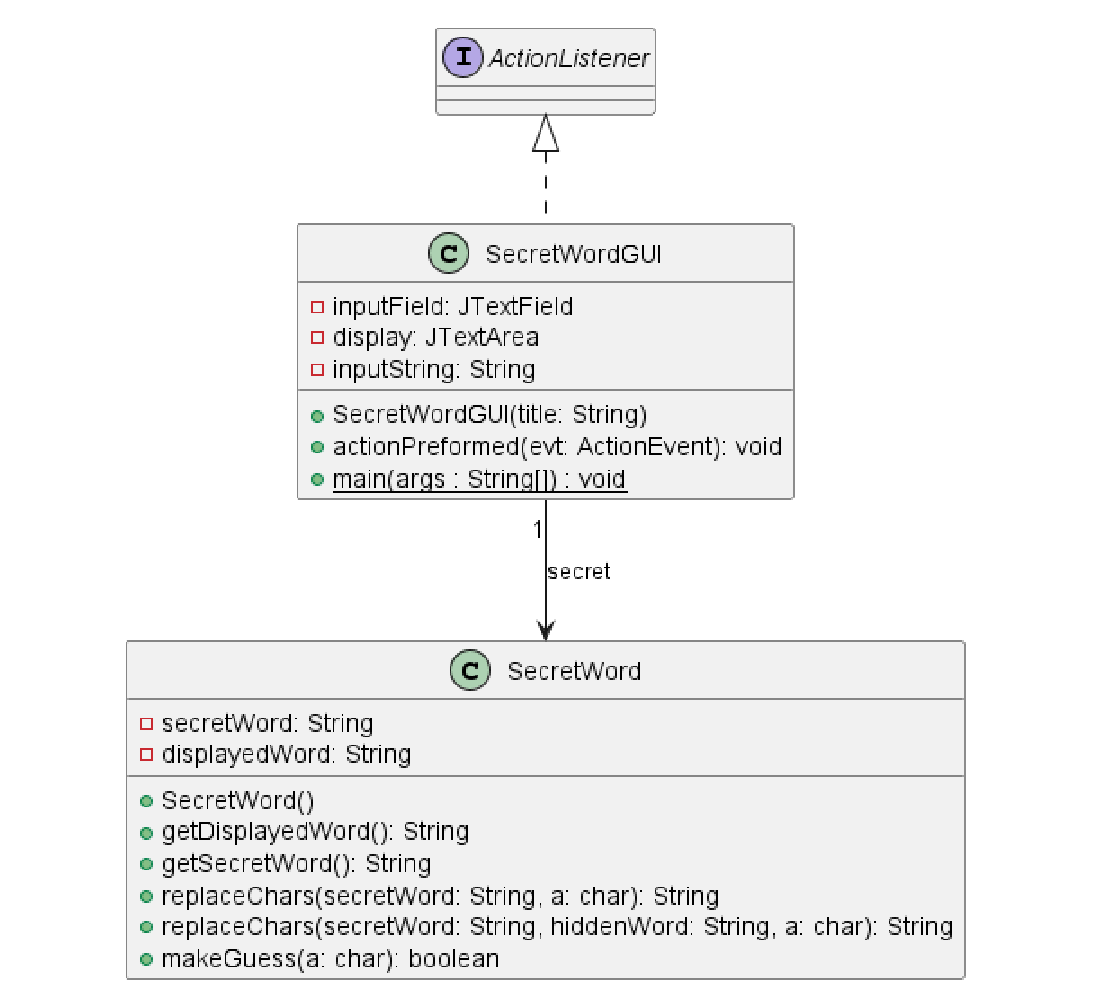 I ActionListener
C SecretWordGUI
inputField: JTextField
display: JTextArea
inputString: String
SecretWordGUI(title: String)
actionPreformed(evt: ActionEvent): void
main(args : String[]) : void
1
secret
C SecretWord
secretWord: String
displayedWord: String
SecretWord()
getDisplayedWord(): String
getSecretWord(): String
replaceChars(secretWord: String, a: char): String
replaceChars(secretWord: String, hiddenWord: String, a: char): String
makeGuess(a: char): boolean